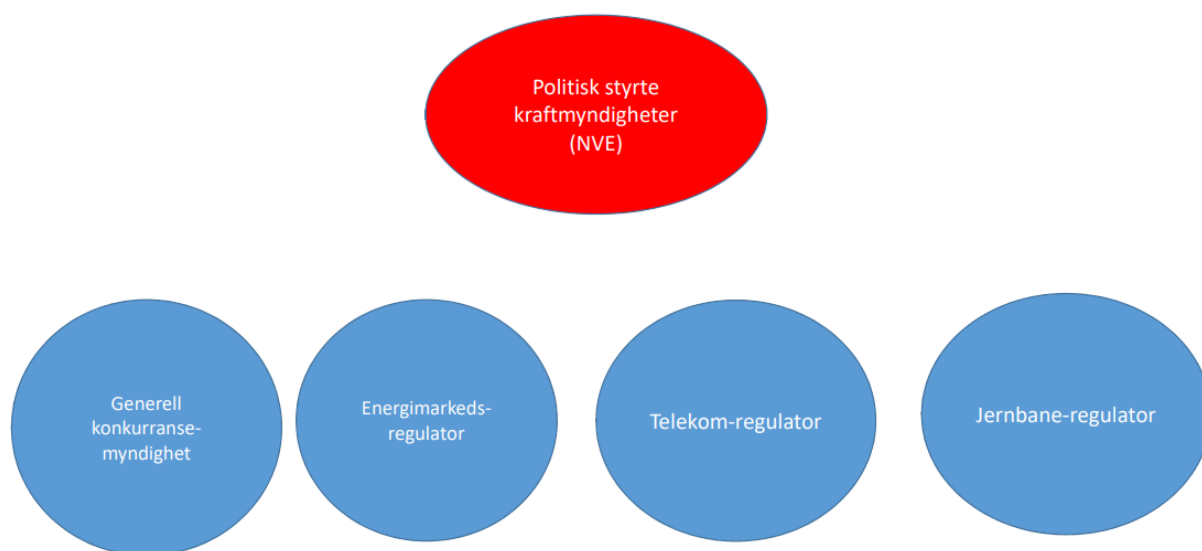 Politisk styrte
kraftmyndigheter
(NVE)
Generell
konkurranse-
myndighet
Energimarkeds-
regulator
Telekom-regulator
Jernbane-regulator